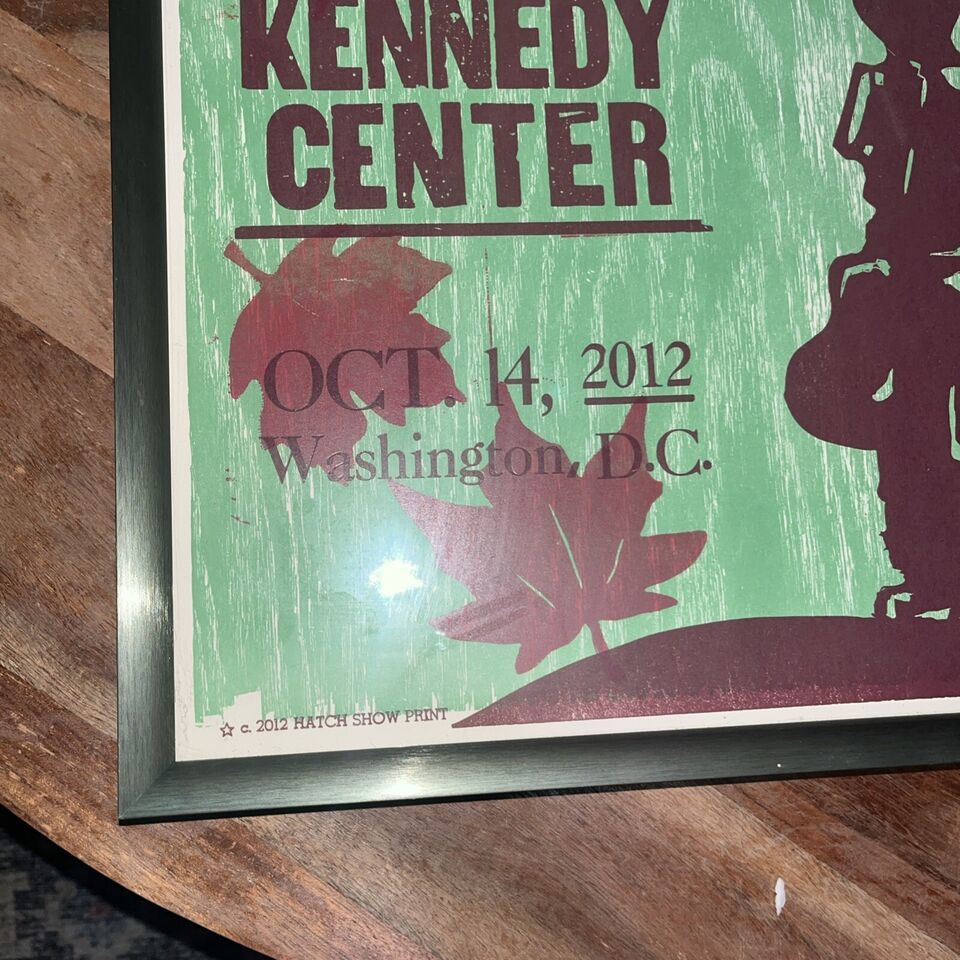 KENNEDY
CENTER
OCT. 14, 2012
Washington, D.C.
☆ c. 2012 HATCH SHOW PRINT